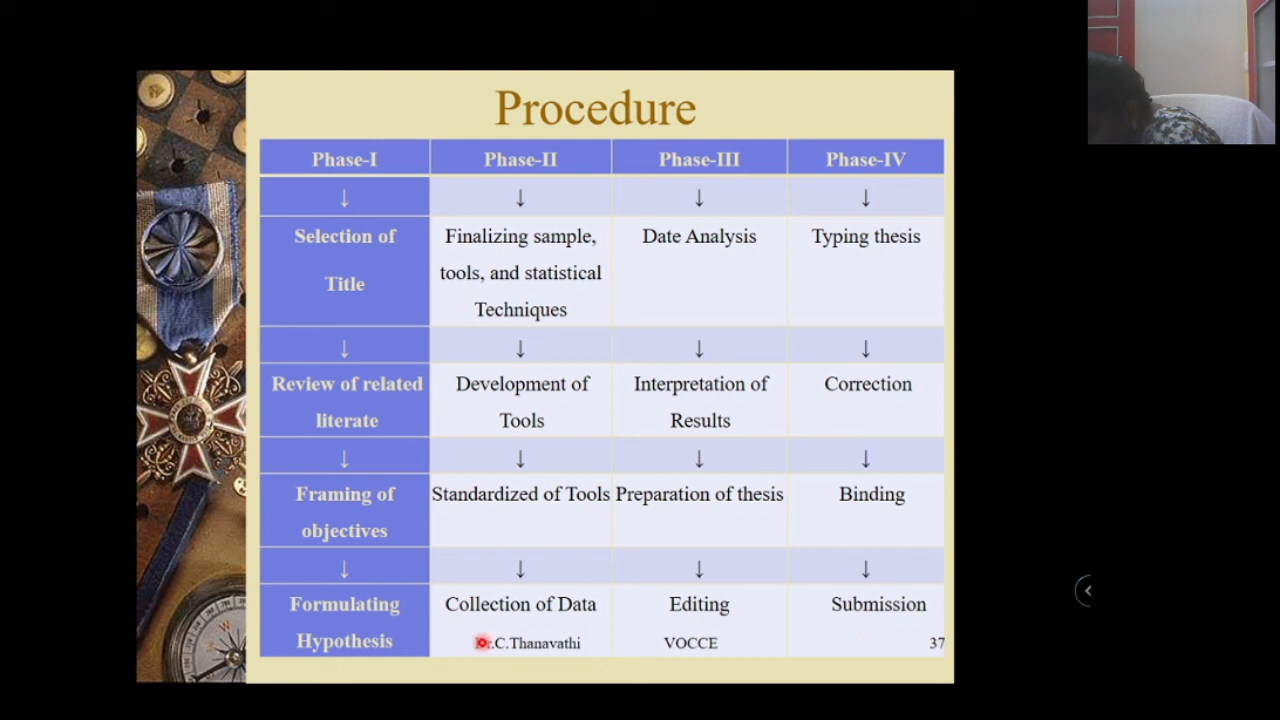 Procedure
Phase-I Phase-II Phase-III Phase-IV
↓ ↓ ↓ ↓
Selection of Finalizing sample, Date Analysis Typing thesis
Title tools, and statistical
Techniques
↓ ↓ ↓ ↓
Review of related Development of Interpretation of Correction
literate Tools Results
↓ ↓ ↓ ↓
Framing of Standardized of Tools Preparation of thesis Binding
objectives
↓ ↓ ↓ ↓
Formulating Collection of Data Editing Submission
Hypothesis Dr.C.Thanavathi VOCCE 37